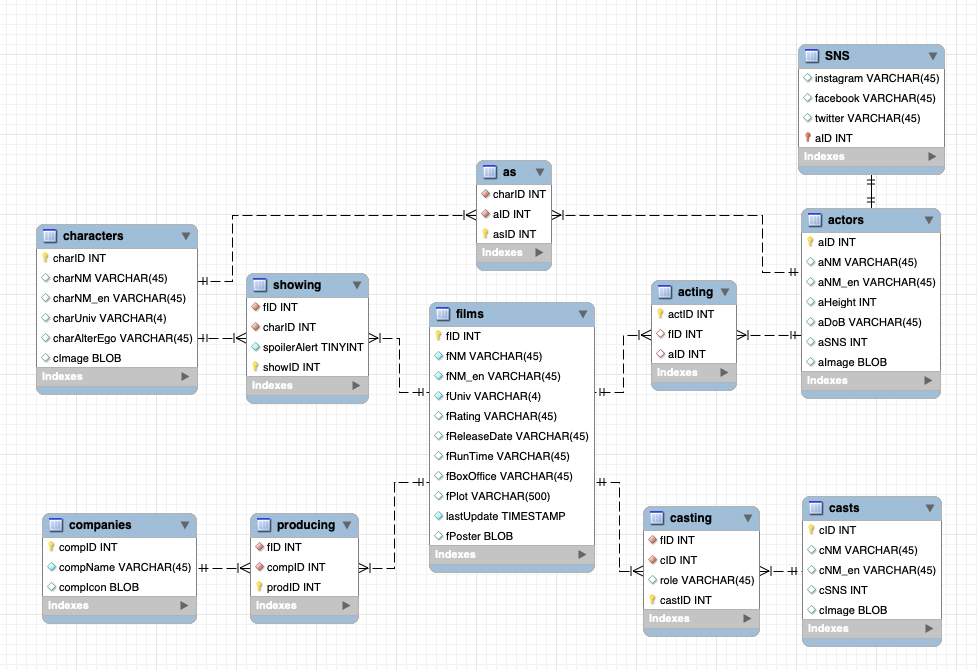 SNS
instagram VARCHAR(45)
facebook VARCHAR(45)
twitter VARCHAR(45)
aID INT
Indexes
as
charID INT
aID INT
asID INT
Indexes
characters
charID INT
charNM VARCHAR(45)
charNM_en VARCHAR(45)
charUniv VARCHAR(4)
charAlterEgo VARCHAR(45)
cImage BLOB
Indexes
showing
fID INT
charID INT
spoilerAlert TINYINT
showID INT
Indexes
films
fID INT
fNM VARCHAR(45)
fNM_en VARCHAR(45)
fUniv VARCHAR(4)
fRating VARCHAR(45)
fReleaseDate VARCHAR(45)
fRunTime VARCHAR(45)
fBoxOffice VARCHAR(45)
fPlot VARCHAR(500)
lastUpdate TIMESTAMP
fPoster BLOB
Indexes
acting
actID INT
fID INT
aID INT
Indexes
actors
aID INT
aNM VARCHAR(45)
aNM_en VARCHAR(45)
aHeight INT
aDoB VARCHAR(45)
aSNS INT
aImage BLOB
Indexes
companies
compID INT
compName VARCHAR(45)
compIcon BLOB
Indexes
producing
fID INT
compID INT
prodID INT
Indexes
casting
fID INT
cID INT
role VARCHAR(45)
castID INT
Indexes
casts
cID INT
cNM VARCHAR(45)
cNM_en VARCHAR(45)
cSNS INT
cImage BLOB
Indexes